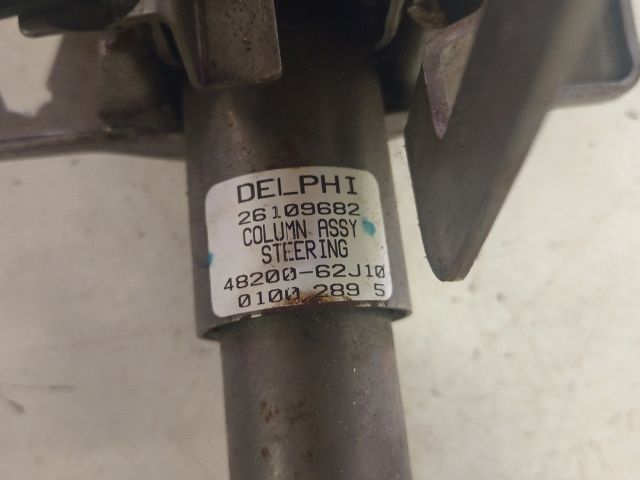 DELPHI
26109682
COLUMN ASSY
STEERING
48200-62J10
0100 289 5